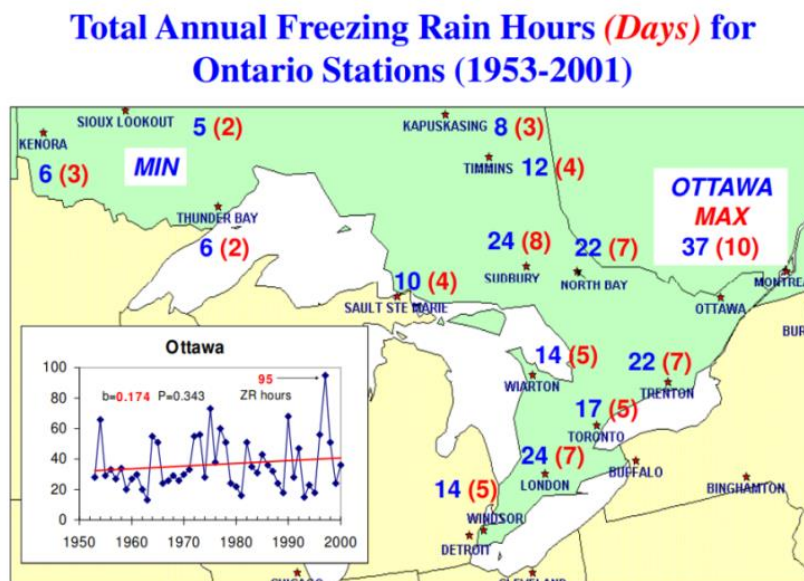 Total Annual Freezing Rain Hours (Days) for
Ontario Stations (1953-2001)
SIOUX LOOKOUT
5 (2)
KAPUSKASING
8 (3)
KENORA
6 (3)
MIN
TIMMINS
12 (4)
OTTAWA
MAX
37 (10)
THUNDER BAY
6 (2)
24 (8)
SUDBURY
22 (7)
NORTH BAY
10 (4)
SAULT STE MARIE
OTTAWA
14 (5)
WIARTON
22 (7)
TRENTON
17 (5)
TORONTO
24 (7)
LONDON
BUFFALO
14 (5)
WINDSOR
DETROIT
BINGHAMTON
Ottawa
100
80
60
40
20
0
b=0.174 P=0.343
95
ZR hours
1950 1960 1970 1980 1990 2000